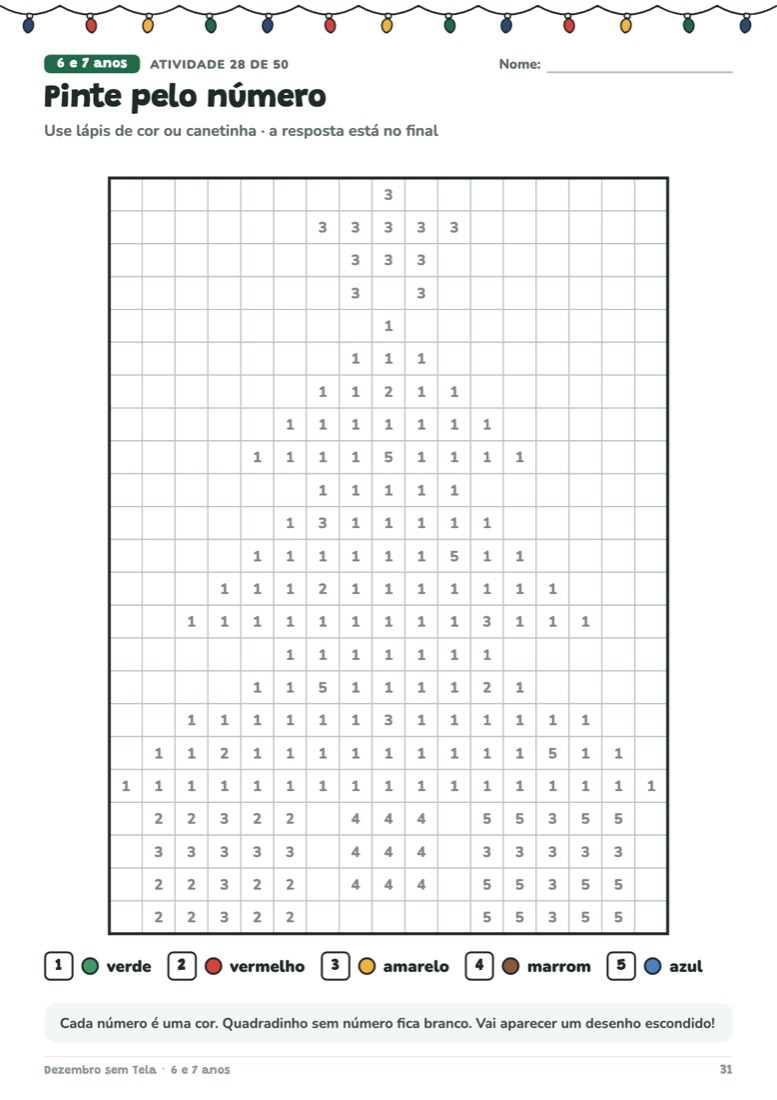 6 e 7 anos ATIVIDADE 28 DE 50 Nome:
Pinte pelo número
Use lápis de cor ou canetinha · a resposta está no final
3
3 3 3 3 3
3 3 3
3 3
1
1 1 1
1 1 2 1 1
1 1 1 1 1 1 1
1 1 1 1 5 1 1 1 1
1 1 1 1 1
1 3 1 1 1 1 1
1 1 1 1 1 1 5 1 1
1 1 1 2 1 1 1 1 1 1 1
1 1 1 1 1 1 1 1 1 3 1 1 1
1 1 1 1 1 1 1
1 1 5 1 1 1 1 2 1
1 1 1 1 1 1 3 1 1 1 1 1 1
1 1 2 1 1 1 1 1 1 1 1 1 5 1 1
1 1 1 1 1 1 1 1 1 1 1 1 1 1 1 1 1
2 2 3 2 2 4 4 4 5 5 3 5 5
3 3 3 3 3 4 4 4 3 3 3 3 3
2 2 3 2 2 4 4 4 5 5 3 5 5
2 2 3 2 2 5 5 3 5 5
1 verde 2 vermelho 3 amarelo 4 marrom 5 azul
Cada número é uma cor. Quadradinho sem número fica branco. Vai aparecer um desenho escondido!
Dezembro sem Tela · 6 e 7 anos 31